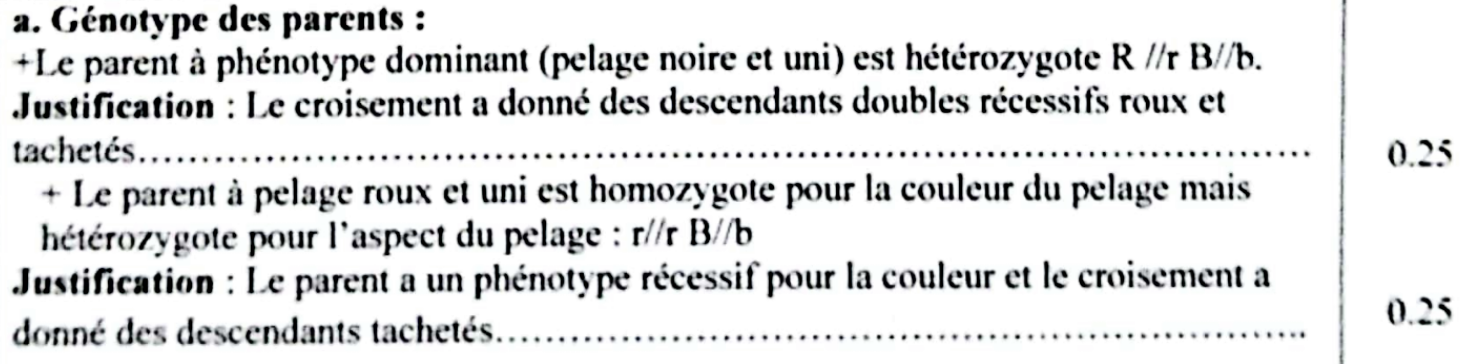 a. Génotype des parents :
+Le parent à phénotype dominant (pelage noire et uni) est hétérozygote R //r B//b.
Justification : Le croisement a donné des descendants doubles récessifs roux et
tachetés........................................................................................................ 0.25
+ Le parent à pelage roux et uni est homozygote pour la couleur du pelage mais
hétérozygote pour l'aspect du pelage : r//r B//b
Justification : Le parent a un phénotype récessif pour la couleur et le croisement a
donné des descendants tachetés........................................................................ 0.25